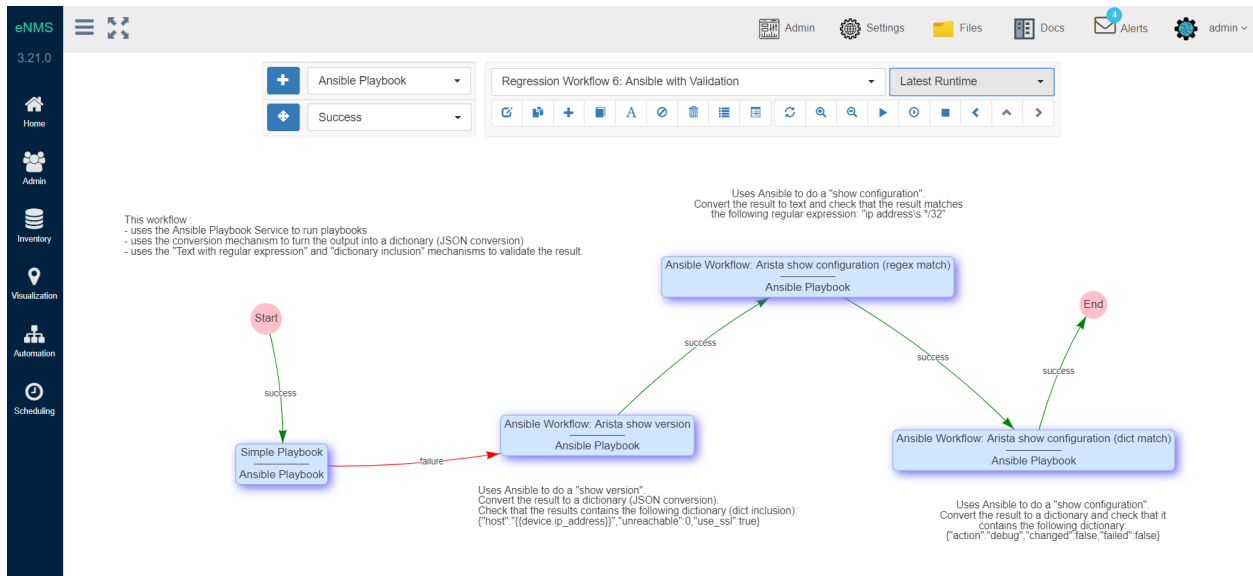 eNMS
3.21.0
Home
Admin
Inventory
Visualization
Automation
Scheduling
Admin
Settings
Files
Docs
4
Alerts
admin
Ansible Playbook
Success
Regression Workflow 6: Ansible with Validation
Latest Runtime
A
This workflow :
- uses the Ansible Playbook Service to run playbooks
- uses the conversion mechanism to turn the output into a dictionary (JSON conversion)
- uses the "Text with regular expression" and "dictionary inclusion" mechanisms to validate the result.
Uses Ansible to do a "show configuration".
Convert the result to text and check that the result matches
the following regular expression: "ip address\s.*/32"
Ansible Workflow: Arista show configuration (regex match)
Ansible Playbook
Start
End
success
success
success
success
Simple Playbook
Ansible Playbook
failure
Ansible Workflow: Arista show version
Ansible Playbook
Ansible Workflow: Arista show configuration (dict match)
Ansible Playbook
Uses Ansible to do a "show version".
Convert the result to a dictionary (JSON conversion).
Check that the results contains the following dictionary (dict inclusion):
{"host":"{{device.ip_address}}","unreachable":0,"use_ssl":true}
Uses Ansible to do a "show configuration".
Convert the result to a dictionary and check that it
contains the following dictionary:
{"action":"debug","changed":false,"failed":false}